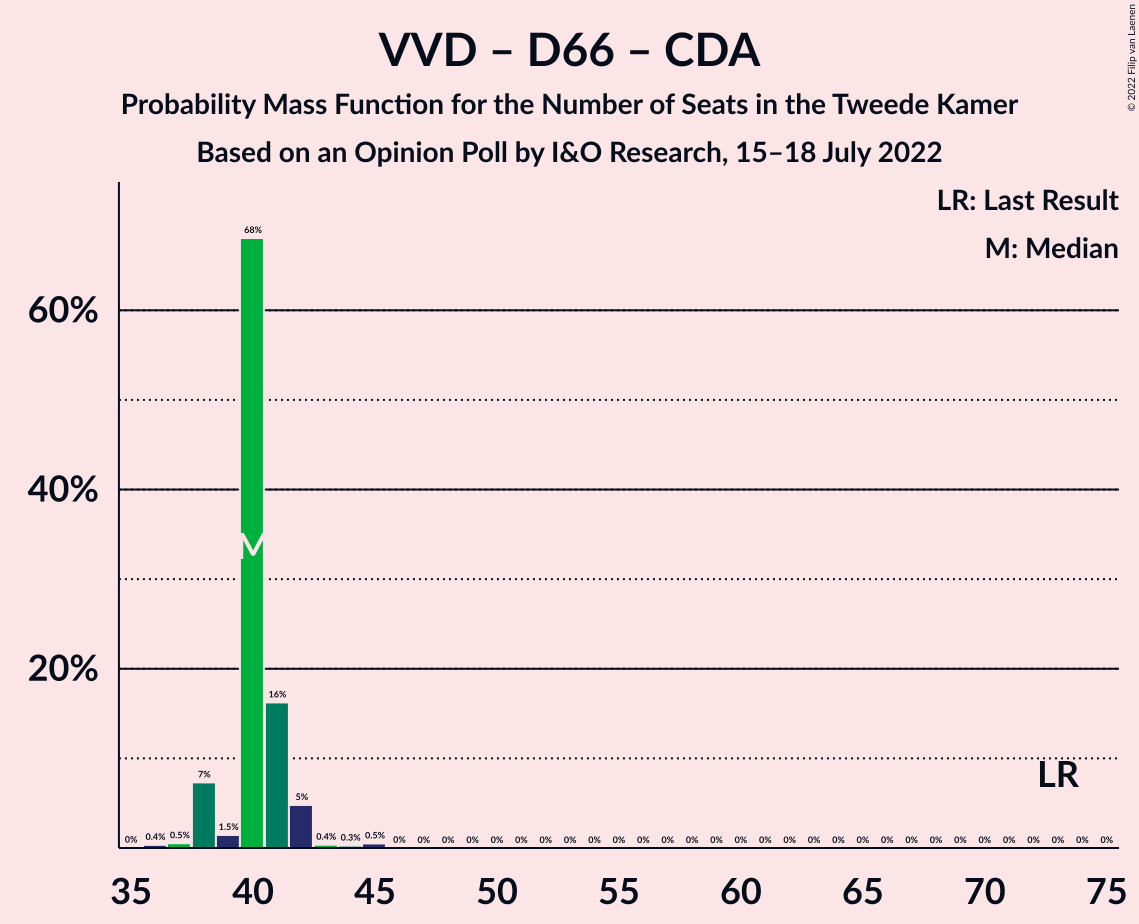 VVD – D66 – CDA
Probability Mass Function for the Number of Seats in the Tweede Kamer
Based on an Opinion Poll by I&O Research, 15–18 July 2022
© 2022 Filip van Laenen
LR: Last Result
M: Median
60%
40%
20%
0% 0.4% 0.5% 7% 1.5% 68% 16% 5% 0.4% 0.3% 0.5% 0% 0% 0% 0% 0% 0% 0% 0% 0% 0% 0% 0% 0% 0% 0% 0% 0% 0% 0% 0% 0% 0% 0% 0% 0% 0% 0% 0% 0% 0%
M
LR
35 40 45 50 55 60 65 70 75